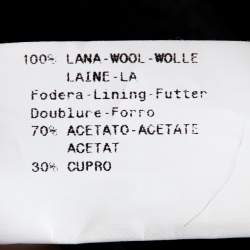 100% LANA-WOOL-WOLLE
LAINE-LA
Fodera-Lining-Futter
Doublure-Forro
70% ACETATO-ACETATE
ACETAT
30% CUPRO